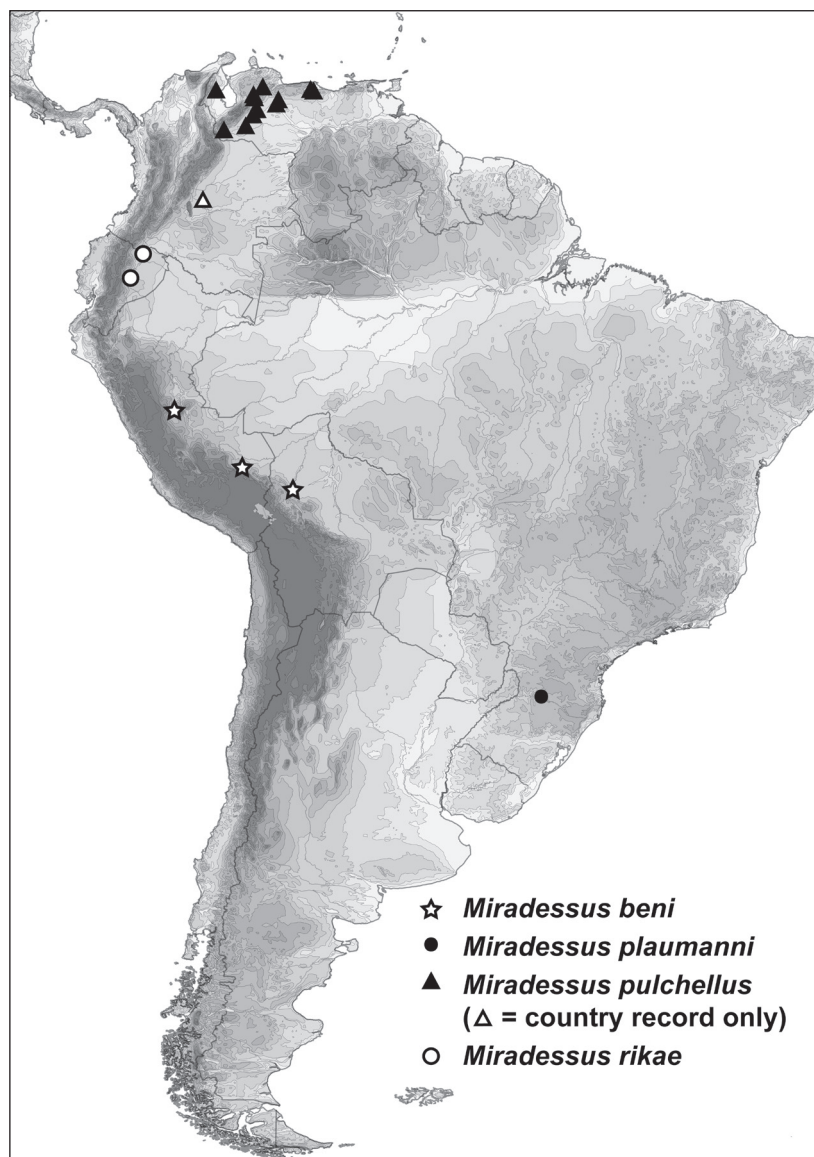 Miradessus beni
Miradessus plaumanni
Miradessus pulchellus
(△ = country record only)
Miradessus rikae